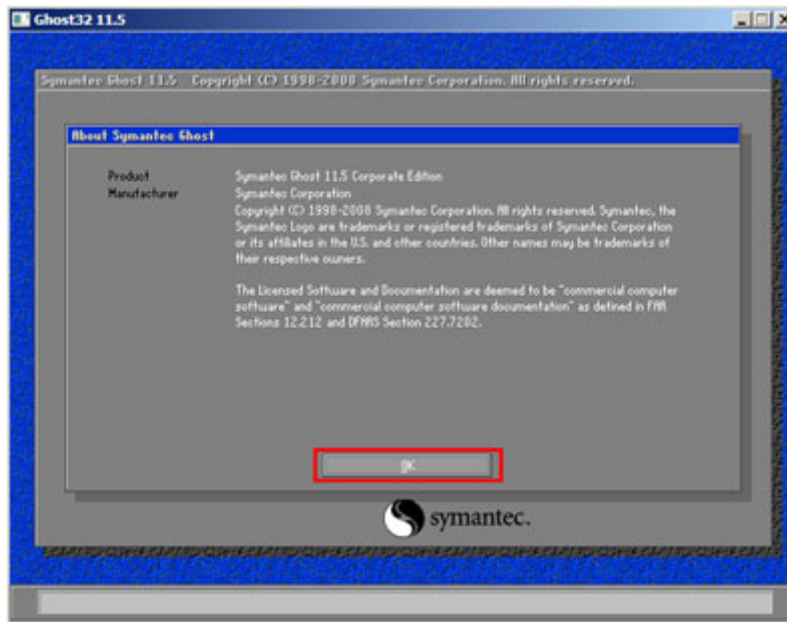 Ghost32 11.5
Symantec Ghost 11.5 Copyright (C) 1998-2008 Symantec Corporation. All rights reserved.
About Symantec Ghost
Product Symantec Ghost 11.5 Corporate Edition
Manufacturer Symantec Corporation
Copyright (C) 1998-2008 Symantec Corporation. All rights reserved. Symantec, the
Symantec Logo are trademarks or registered trademarks of Symantec Corporation
or its affiliates in the U.S. and other countries. Other names may be trademarks of
their respective owners.
The Licensed Software and Documentation are deemed to be "commercial computer
software" and "commercial computer software documentation" as defined in FAR
Sections 12.212 and DFARS Section 227.7202.
OK
symantec.